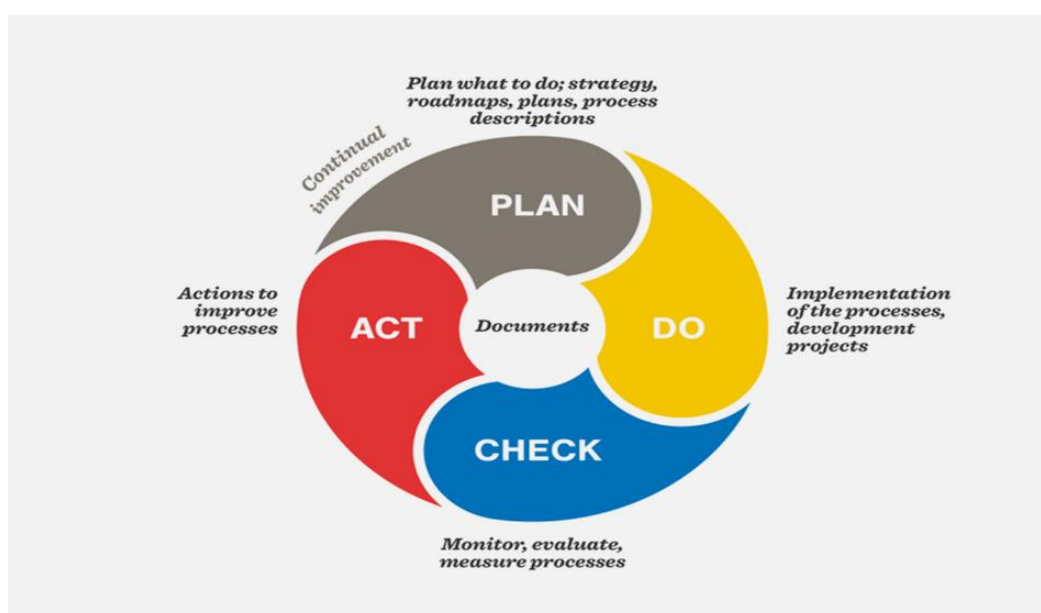 Plan what to do; strategy,
roadmaps, plans, process
descriptions
Continual
improvement
PLAN
Actions to
improve
processes
ACT
Documents
DO
Implementation
of the processes,
development
projects
CHECK
Monitor, evaluate,
measure processes